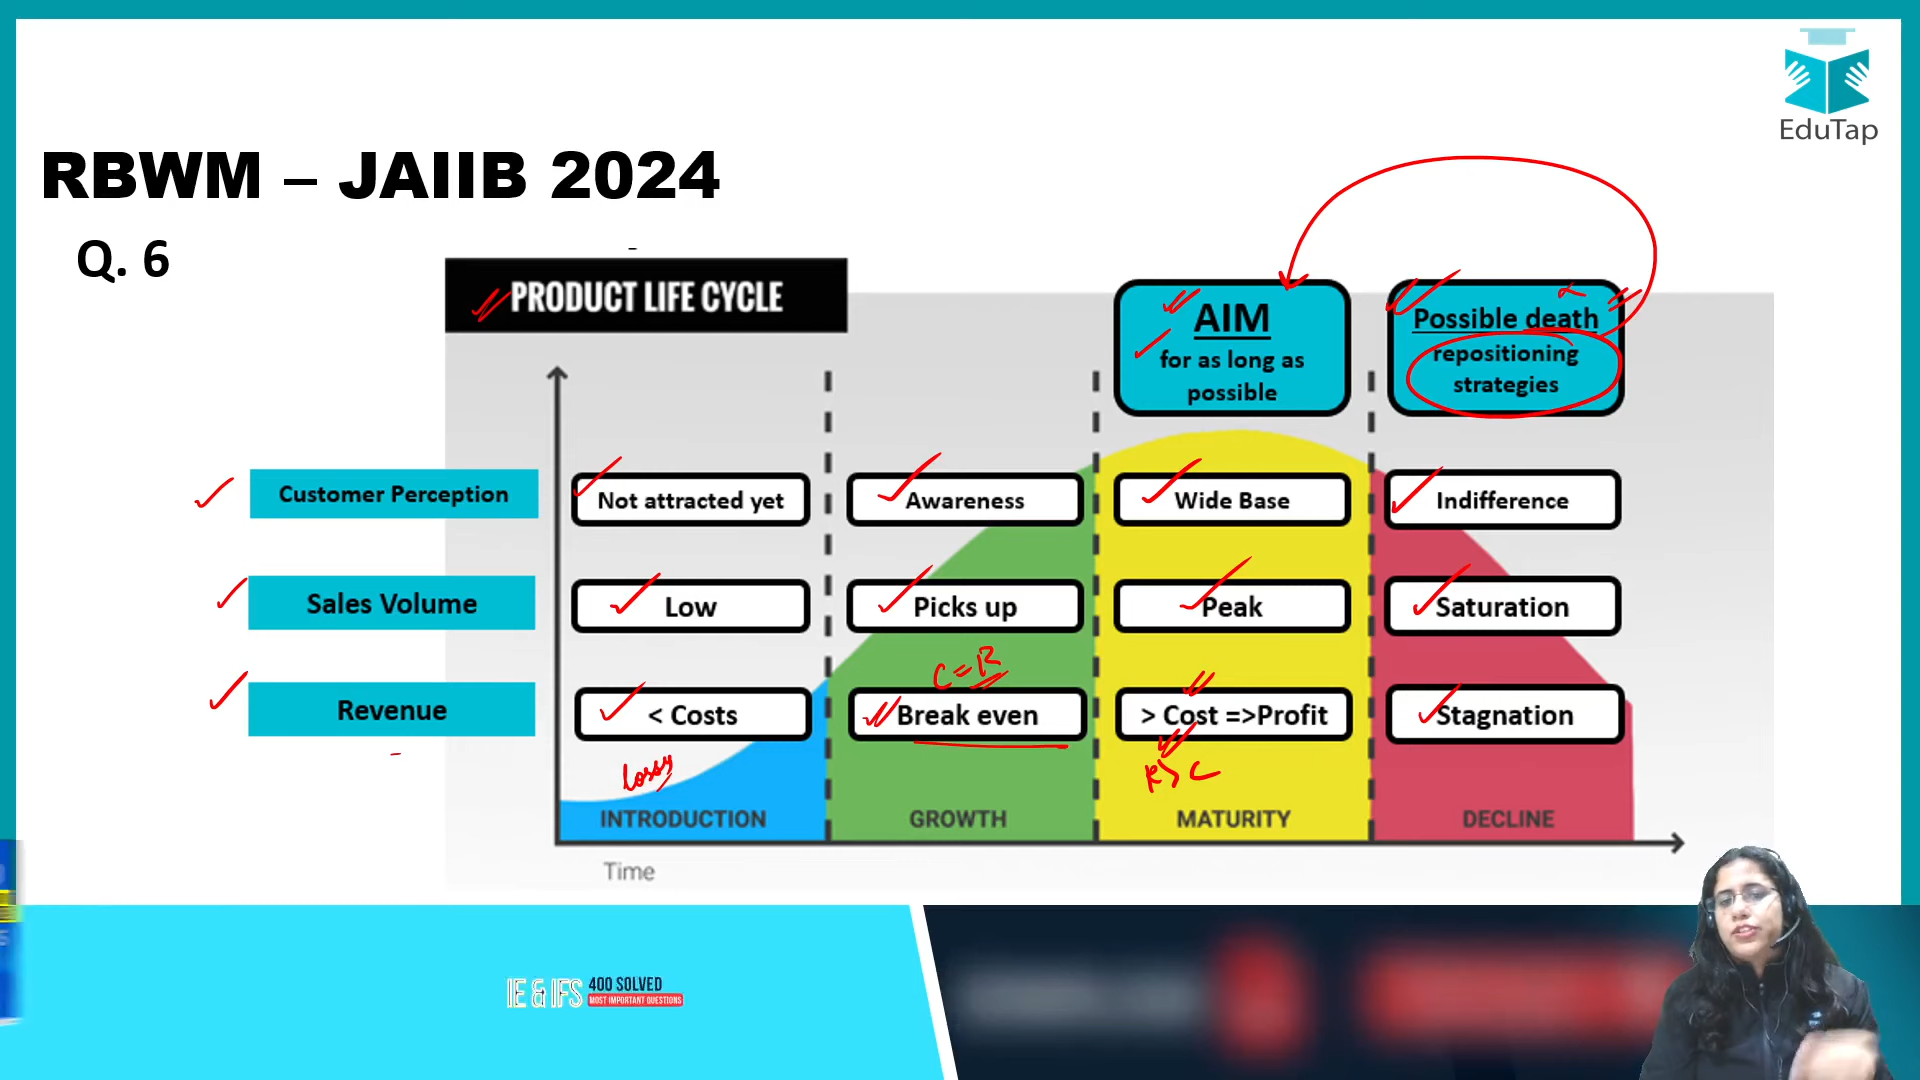 EduTap
RBWM – JAIIB 2024
Q. 6
PRODUCT LIFE CYCLE
AIM
for as long as
possible
Possible death
repositioning
strategies
Customer Perception
Not attracted yet
Awareness
Wide Base
Indifference
Sales Volume
Low
Picks up
Peak
Saturation
C = R
Revenue
< Costs
Break even
> Cost =>Profit
Stagnation
Loss
R > C
INTRODUCTION
GROWTH
MATURITY
DECLINE
Time
IE & IFS
400 SOLVED
MOST IMPORTANT QUESTIONS